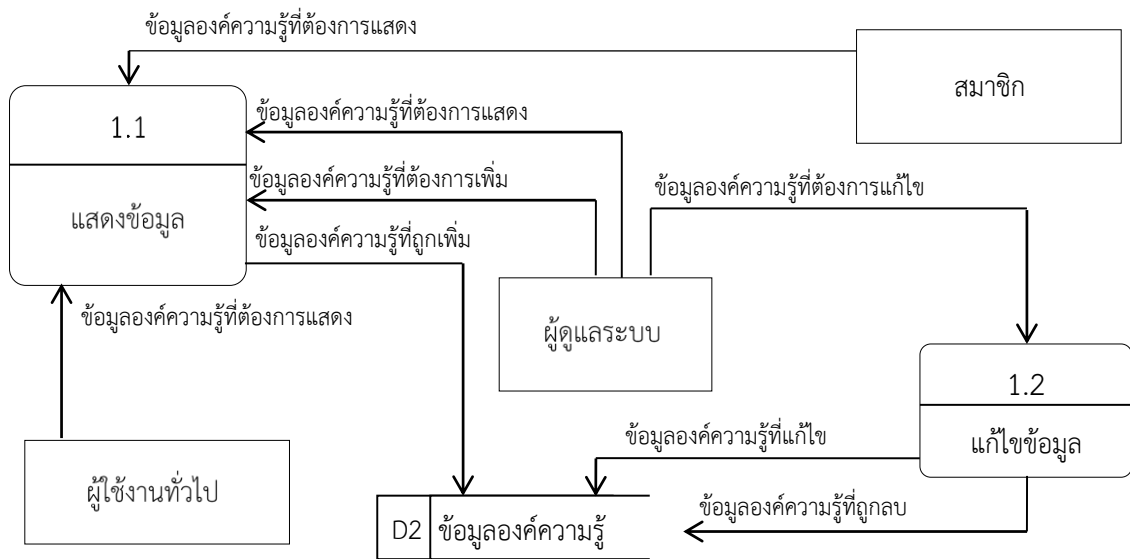 ข้อมูลองค์ความรู้ที่ต้องการแสดง
สมาชิก
1.1
ข้อมูลองค์ความรู้ที่ต้องการแสดง
ข้อมูลองค์ความรู้ที่ต้องการเพิ่ม
ข้อมูลองค์ความรู้ที่ต้องการแก้ไข
แสดงข้อมูล
ข้อมูลองค์ความรู้ที่ถูกเพิ่ม
ข้อมูลองค์ความรู้ที่ต้องการแสดง
ผู้ดูแลระบบ
1.2
ข้อมูลองค์ความรู้ที่แก้ไข
แก้ไขข้อมูล
ผู้ใช้งานทั่วไป
ข้อมูลองค์ความรู้ที่ถูกลบ
D2 ข้อมูลองค์ความรู้